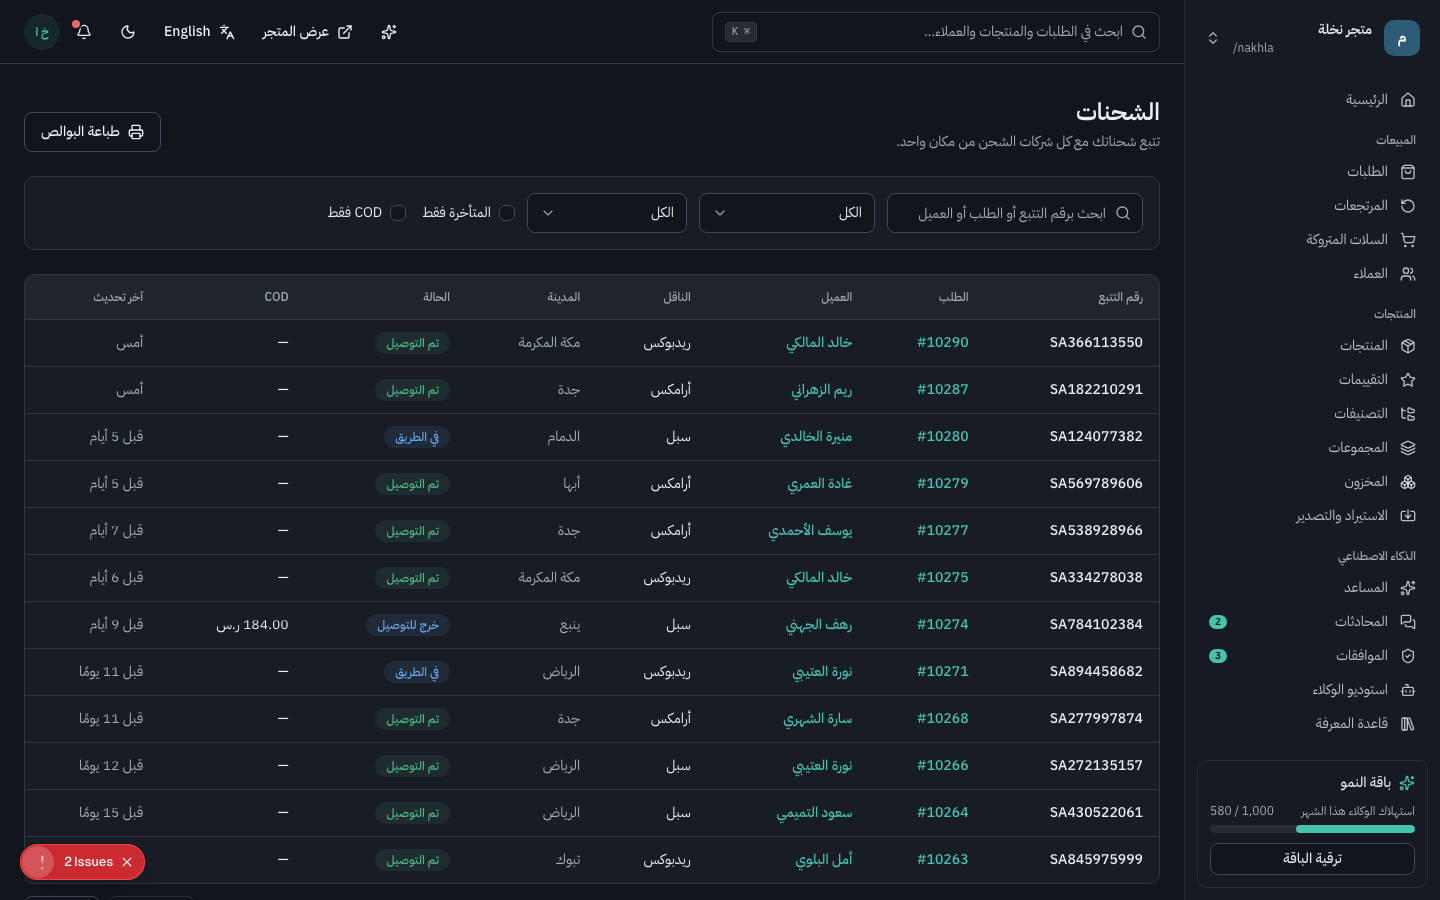 متجر نخلة
/nakhla
م
الرئيسية
المبيعات
الطلبات
المرتجعات
السلات المتروكة
العملاء
المنتجات
المنتجات
التقييمات
التصنيفات
المجموعات
المخزون
الاستيراد والتصدير
الذكاء الاصطناعي
المساعد
المحادثات 2
الموافقات 3
استوديو الوكلاء
قاعدة المعرفة
باقة النمو
استهلاك الوكلاء هذا الشهر 580 / 1,000
ترقية الباقة
ابحث في الطلبات والمنتجات والعملاء... ⌘ K
عرض المتجر
English
خ ا
الشحنات
تتبع شحناتك مع كل شركات الشحن من مكان واحد.
طباعة البوالص
ابحث برقم التتبع أو الطلب أو العميل الكل الكل المتأخرة فقط COD فقط
رقم التتبع الطلب العميل الناقل المدينة الحالة COD آخر تحديث
SA366113550 #10290 خالد المالكي ريدبوكس مكة المكرمة تم التوصيل — أمس
SA182210291 #10287 ريم الزهراني أرامكس جدة تم التوصيل — أمس
SA124077382 #10280 منيرة الخالدي سبل الدمام في الطريق — قبل 5 أيام
SA569789606 #10279 غادة العمري أرامكس أبها تم التوصيل — قبل 5 أيام
SA538928966 #10277 يوسف الأحمدي أرامكس جدة تم التوصيل — قبل 7 أيام
SA334278038 #10275 خالد المالكي ريدبوكس مكة المكرمة تم التوصيل — قبل 6 أيام
SA784102384 #10274 رهف الجهني سبل ينبع خرج للتوصيل 184.00 ر.س قبل 9 أيام
SA894458682 #10271 نورة العتيبي ريدبوكس الرياض في الطريق — قبل 11 يومًا
SA277997874 #10268 سارة الشهري أرامكس جدة تم التوصيل — قبل 11 يومًا
SA272135157 #10266 نورة العتيبي سبل الرياض تم التوصيل — قبل 12 يومًا
SA430522061 #10264 سعود التميمي سبل الرياض تم التوصيل — قبل 15 يومًا
SA845975999 #10263 أمل البلوي ريدبوكس تبوك تم التوصيل —
! 2 Issues